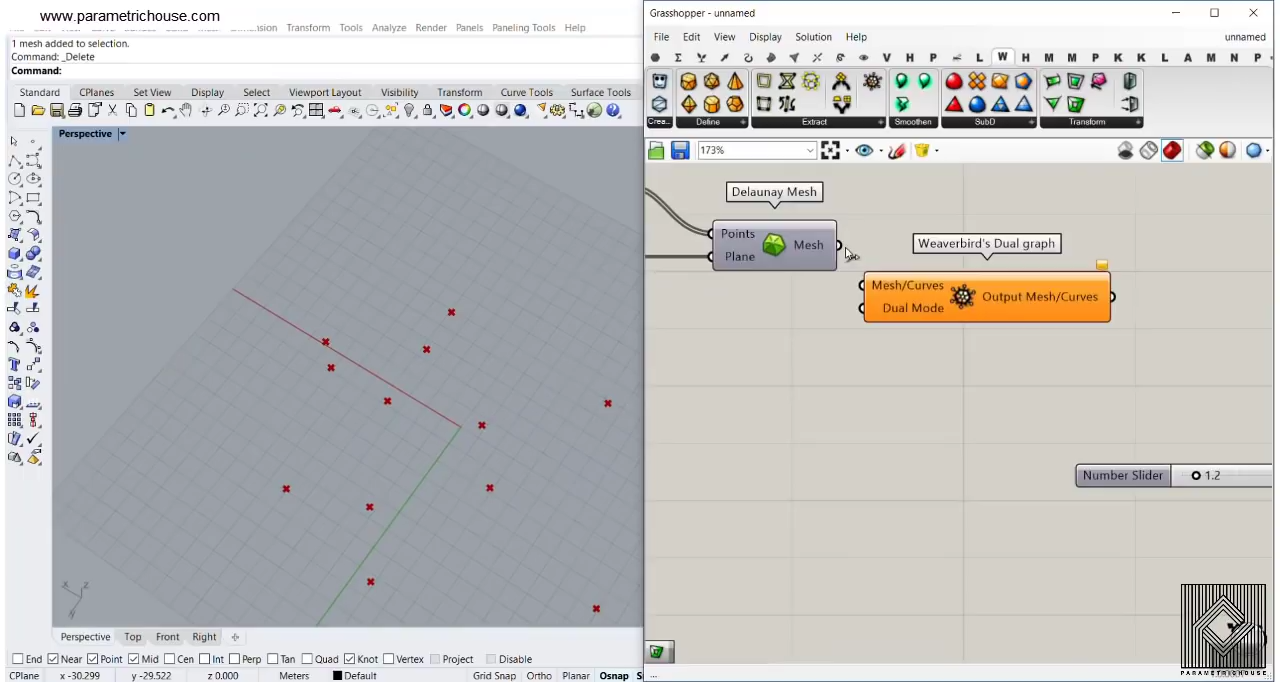 www.parametrichouse.com
Transform Tools Analyze Render Panels Paneling Tools Help
1 mesh added to selection.
Command: _Delete
Command:
Standard CPlanes Set View Display Select Viewport Layout Visibility Transform Curve Tools Surface Tools
Perspective
x z y
Perspective Top Front Right
End Near Point Mid Cen Int Perp Tan Quad Knot Vertex Project Disable
CPlane x -30.299 y -29.522 z 0.000 Meters Default Grid Snap Ortho Planar Osnap
Grasshopper - unnamed
File Edit View Display Solution Help unnamed
V H P L W H M M P K K L A M N P
Crea... Define Extract Smoothen SubD Transform
173%
Delaunay Mesh
Points
Plane
Mesh
Weaverbird's Dual graph
Mesh/Curves
Dual Mode
Output Mesh/Curves
Number Slider 1.2
PARAMETRICHOUSE
...